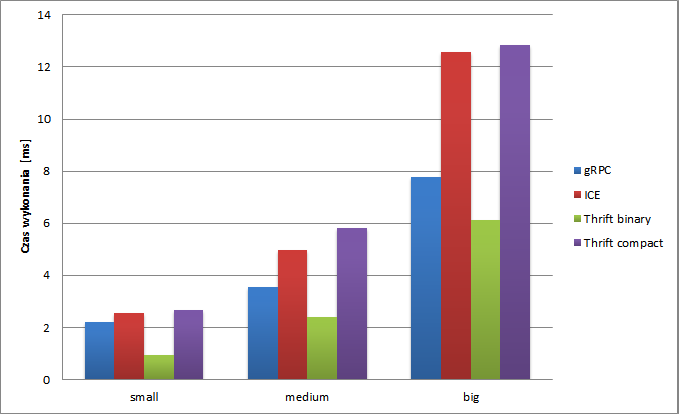 Czas wykonania [ms]
14
12
10
8
6
4
2
0
small
medium
big
gRPC
ICE
Thrift binary
Thrift compact